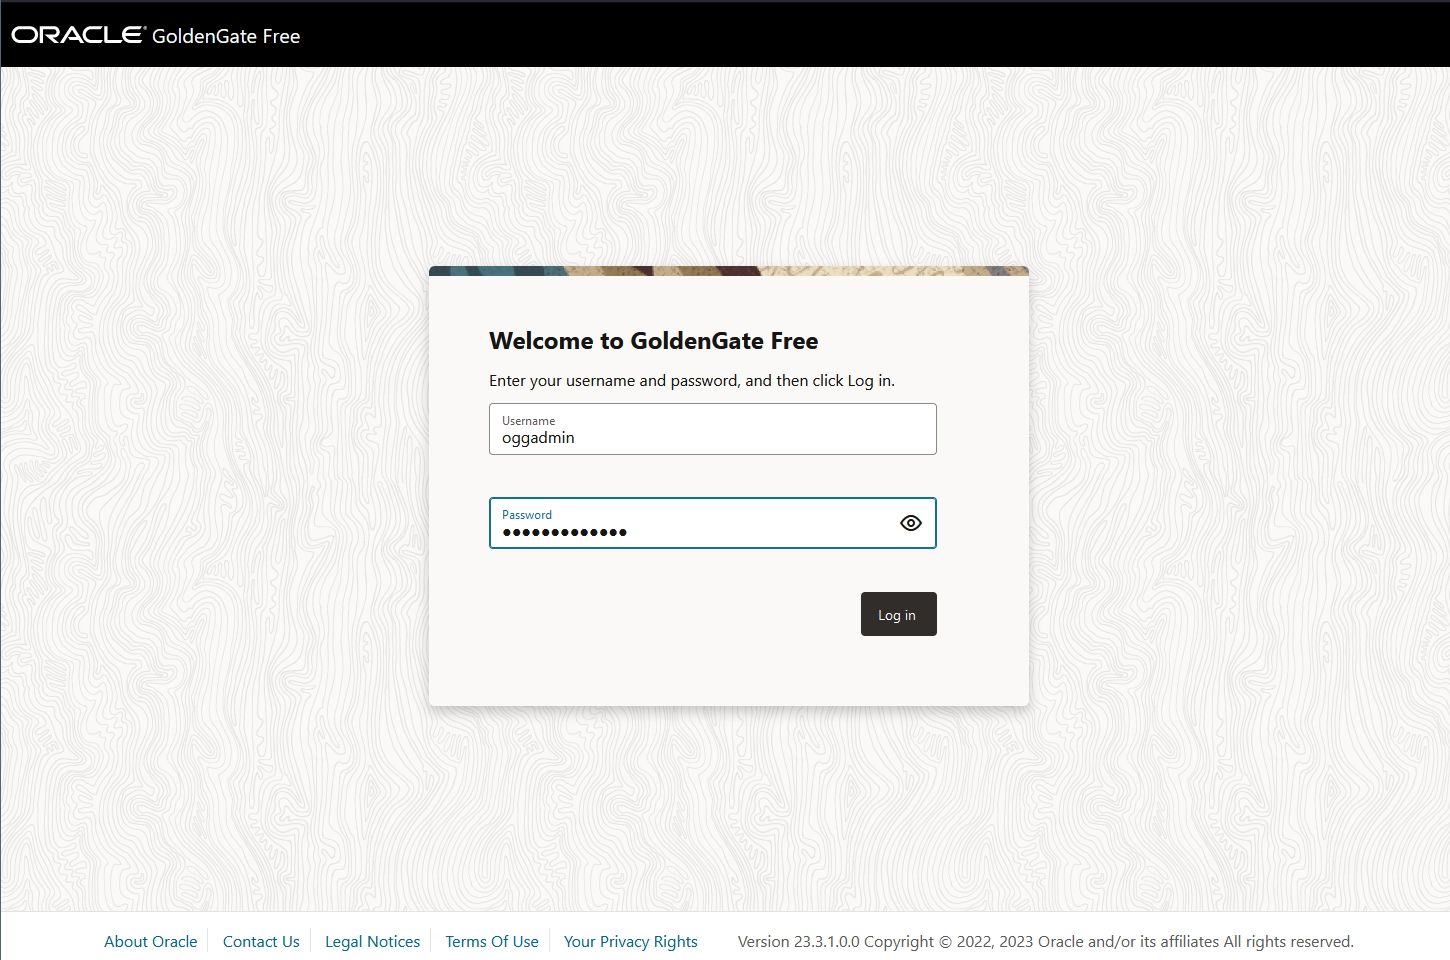 ORACLE GoldenGate Free
Welcome to GoldenGate Free
Enter your username and password, and then click Log in.
Username
oggadmin
Password
●●●●●●●●●●●●●
Log in
About Oracle Contact Us Legal Notices Terms Of Use Your Privacy Rights Version 23.3.1.0.0 Copyright © 2022, 2023 Oracle and/or its affiliates All rights reserved.